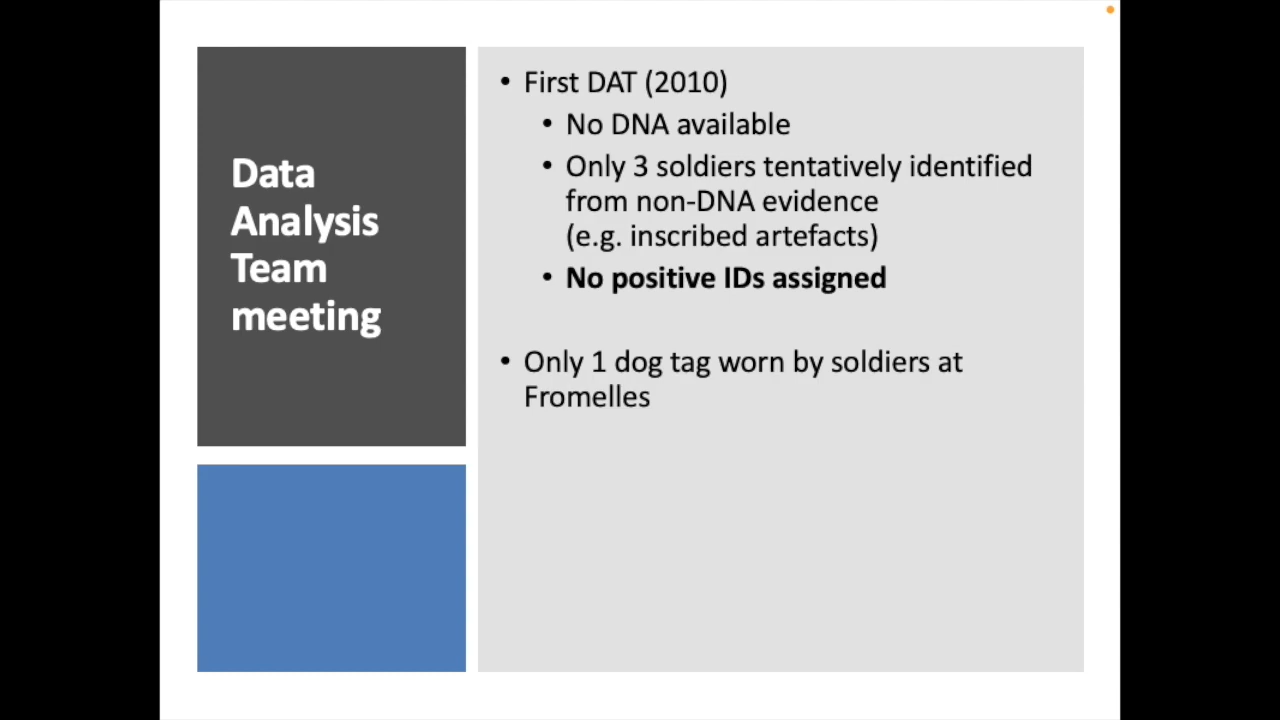 Data
Analysis
Team
meeting
• First DAT (2010)
• No DNA available
• Only 3 soldiers tentatively identified
from non-DNA evidence
(e.g. inscribed artefacts)
• No positive IDs assigned
• Only 1 dog tag worn by soldiers at
Fromelles